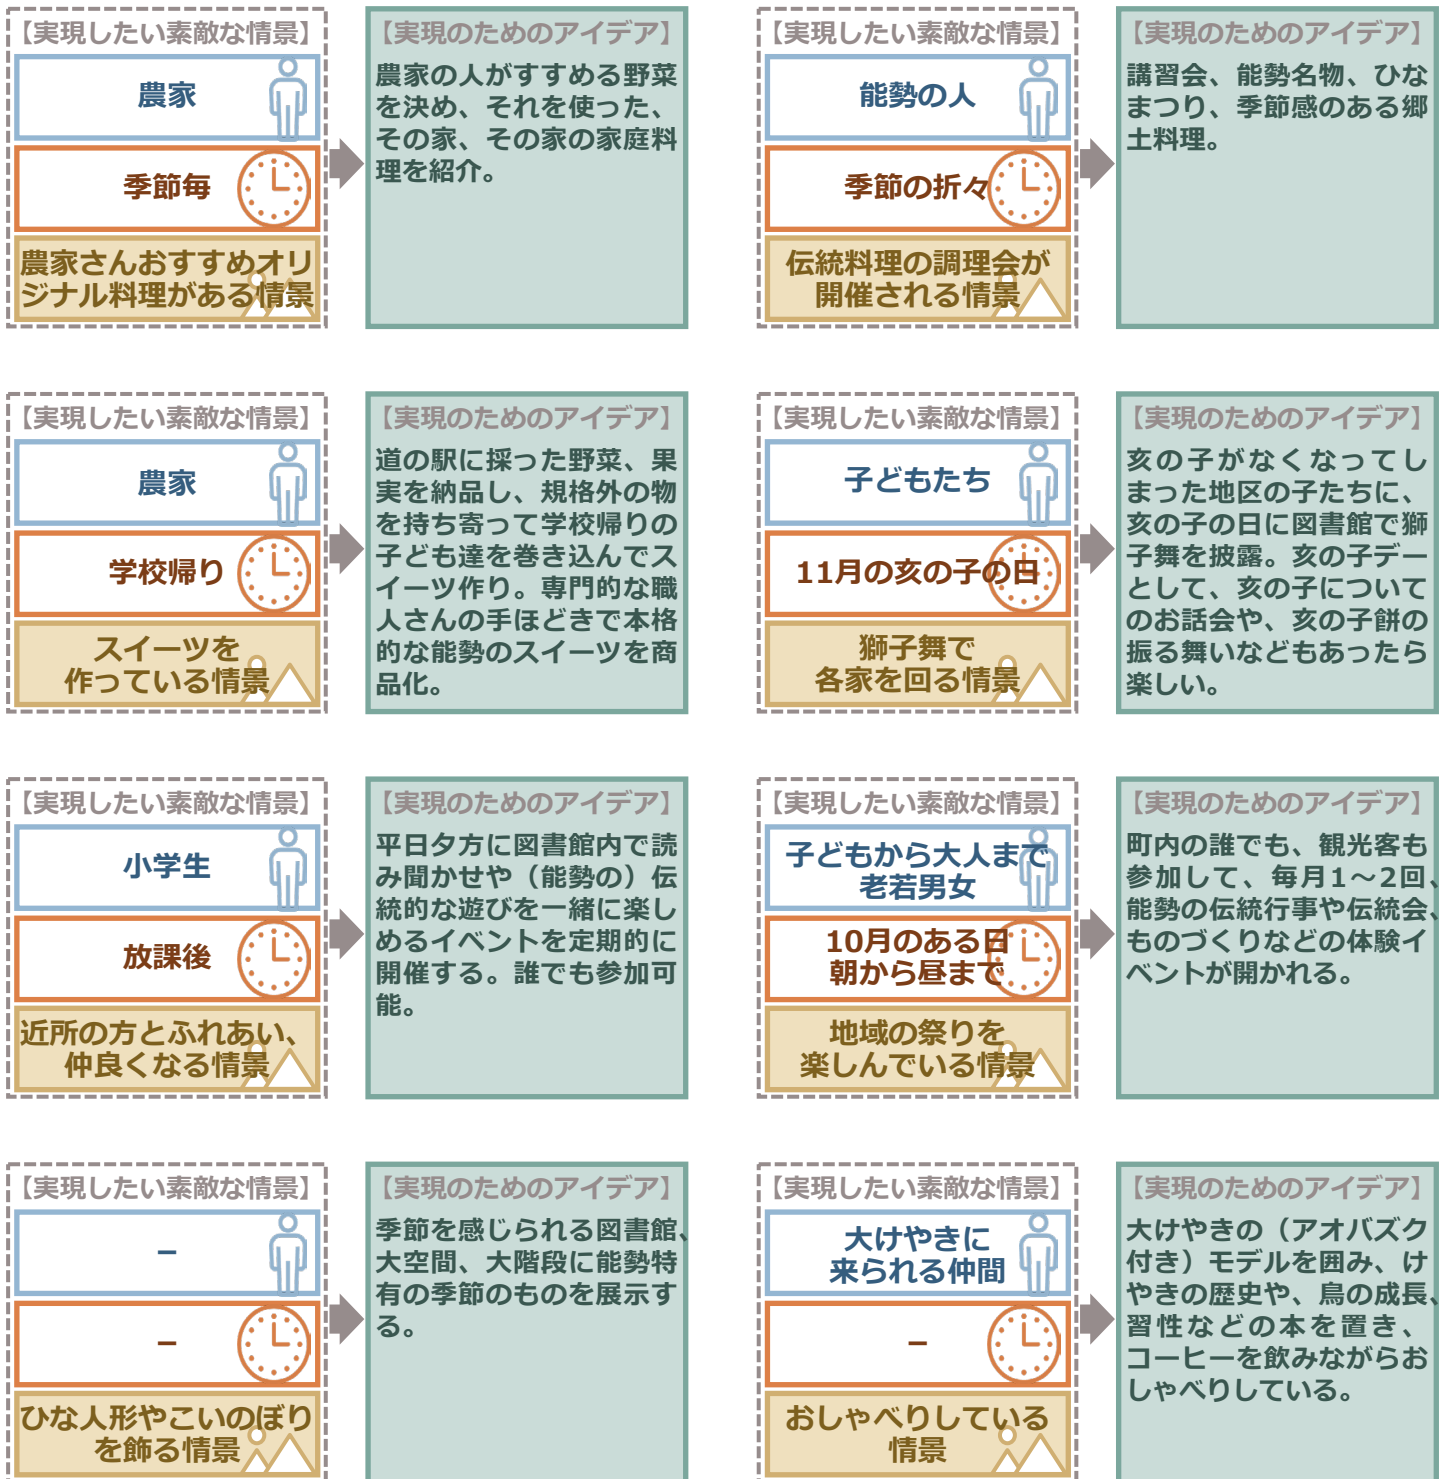 【実現したい素敵な情景】
農家
季節毎
農家さんおすすめオリ
ジナル料理がある情景
【実現のためのアイデア】
農家の人がすすめる野菜
を決め、それを使った、
その家、その家の家庭料
理を紹介。
【実現したい素敵な情景】
能勢の人
季節の折々
伝統料理の調理会が
開催される情景
【実現のためのアイデア】
講習会、能勢名物、ひな
まつり、季節感のある郷
土料理。
【実現したい素敵な情景】
農家
学校帰り
スイーツを
作っている情景
【実現のためのアイデア】
道の駅に採った野菜、果
実を納品し、規格外の物
を持ち寄って学校帰りの
子ども達を巻き込んでス
イーツ作り。専門的な職
人さんの手ほどきで本格
的な能勢のスイーツを商
品化。
【実現したい素敵な情景】
子どもたち
11月の亥の子の日
獅子舞で
各家を回る情景
【実現のためのアイデア】
亥の子がなくなってし
まった地区の子たちに、
亥の子の日に図書館で獅
子舞を披露。亥の子デー
として、亥の子について
のお話会や、亥の子餅の
振る舞いなどもあったら
楽しい。
【実現したい素敵な情景】
小学生
放課後
近所の方とふれあい、
仲良くなる情景
【実現のためのアイデア】
平日夕方に図書館内で読
み聞かせや（能勢の）伝
統的な遊びを一緒に楽し
めるイベントを定期的に
開催する。誰でも参加可
能。
【実現したい素敵な情景】
子どもから大人まで
老若男女
10月のある日
朝から昼まで
地域の祭りを
楽しんでいる情景
【実現のためのアイデア】
町内の誰でも、観光客も
参加して、毎月1～2回、
能勢の伝統行事や伝統会、
ものづくりなどの体験イ
ベントが開かれる。
【実現したい素敵な情景】
–
–
ひな人形やこいのぼり
を飾る情景
【実現のためのアイデア】
季節を感じられる図書館、
大空間、大階段に能勢特
有の季節のものを展示す
る。
【実現したい素敵な情景】
大けやきに
来られる仲間
–
おしゃべりしている
情景
【実現のためのアイデア】
大けやきの（アオバズク
付き）モデルを囲み、け
やきの歴史や、鳥の成長、
習性などの本を置き、
コーヒーを飲みながらお
しゃべりしている。